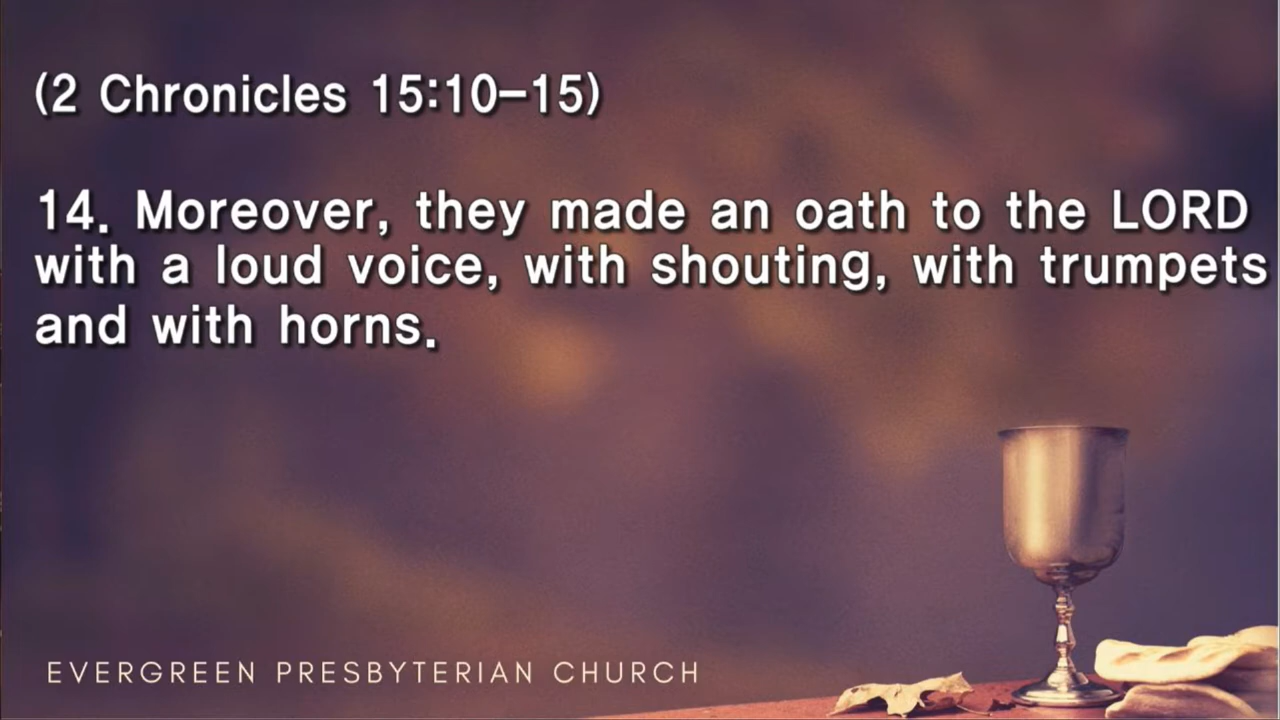 (2 Chronicles 15:10-15)
14. Moreover, they made an oath to the LORD
with a loud voice, with shouting, with trumpets
and with horns.
EVERGREEN PRESBYTERIAN CHURCH